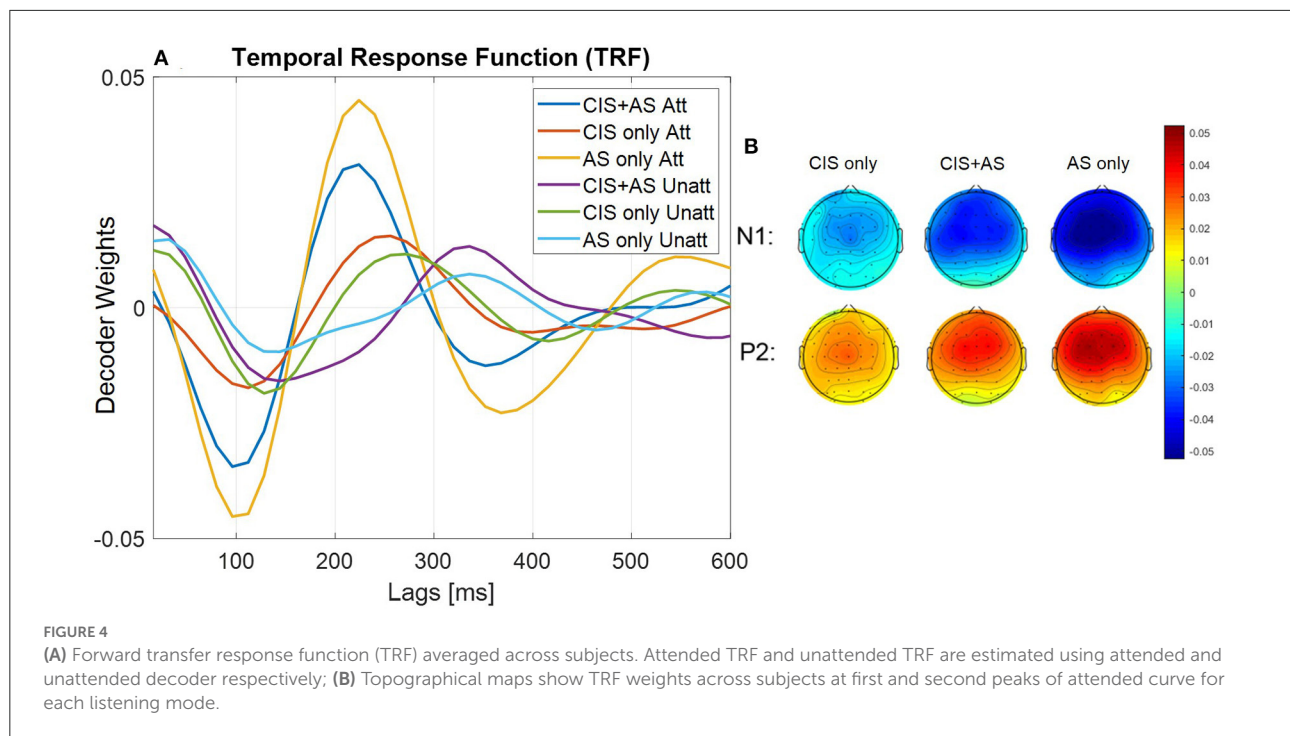 A Temporal Response Function (TRF)
0.05
0
-0.05
Decoder Weights
100 200 300 400 500 600
Lags [ms]
CIS+AS Att
CIS only Att
AS only Att
CIS+AS Unatt
CIS only Unatt
AS only Unatt
B
CIS only CIS+AS AS only
N1:
P2:
0.05
0.04
0.03
0.02
0.01
0
-0.01
-0.02
-0.03
-0.04
-0.05
FIGURE 4
(A) Forward transfer response function (TRF) averaged across subjects. Attended TRF and unattended TRF are estimated using attended and
unattended decoder respectively; (B) Topographical maps show TRF weights across subjects at first and second peaks of attended curve for
each listening mode.